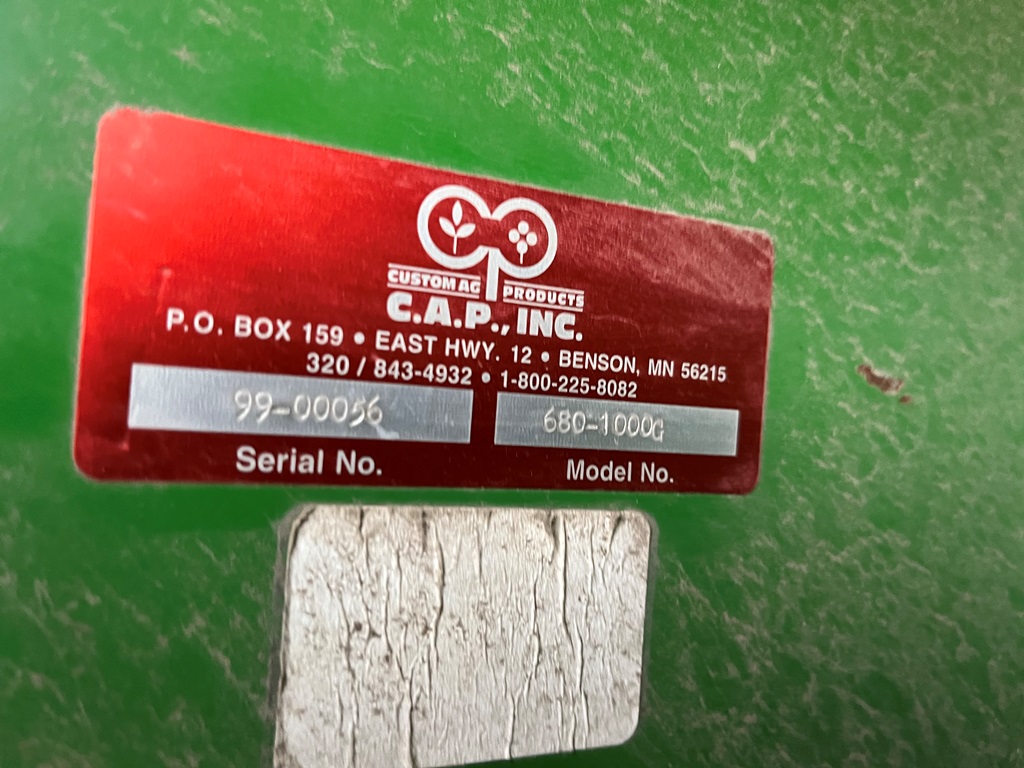 CUSTOM AG PRODUCTS
C.A.P., INC.
P.O. BOX 159 • EAST HWY. 12 • BENSON, MN 56215
320 / 843-4932 • 1-800-225-8082
99-00056 680-1000G
Serial No. Model No.